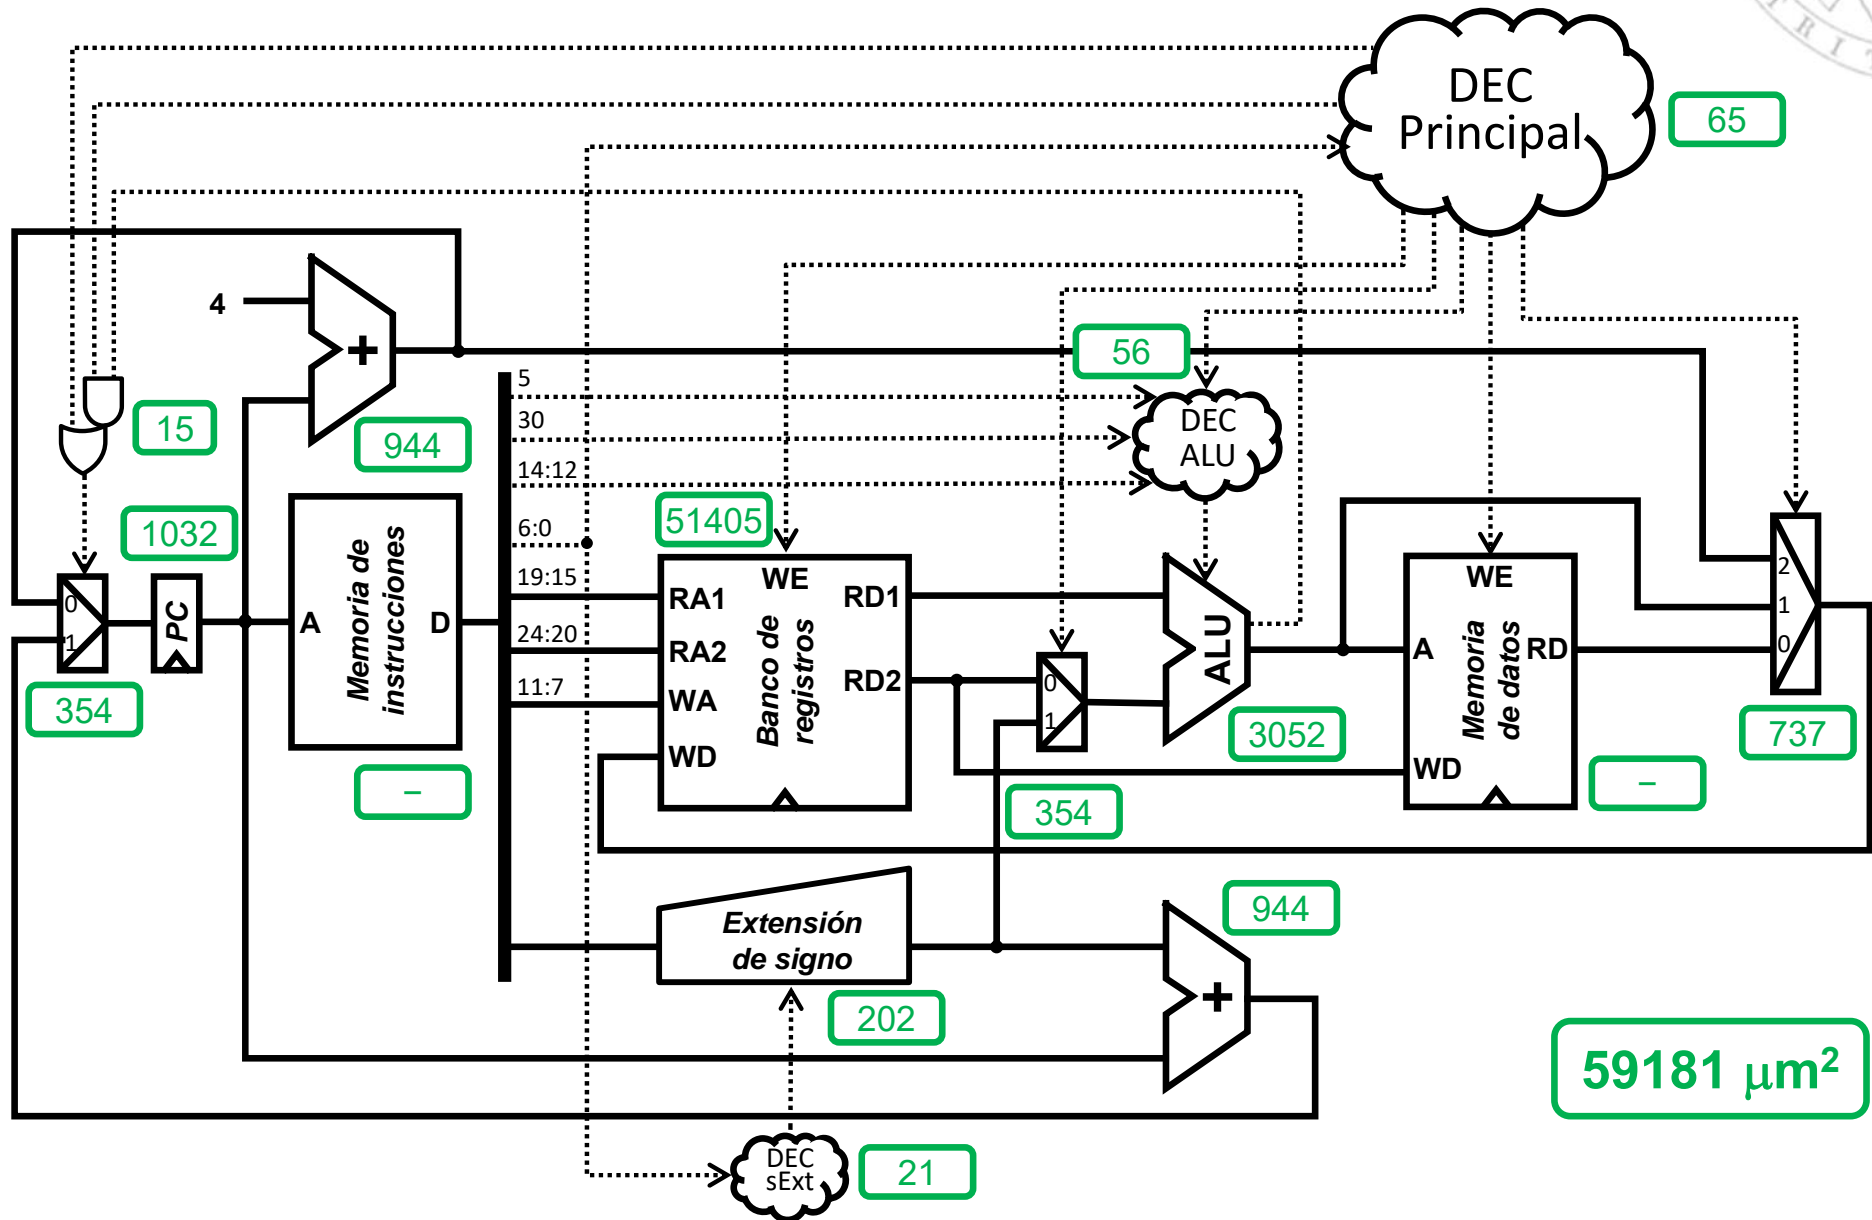 DEC
Principal
65
4
+
944
15
56
5
30
14:12
6:0
19:15
24:20
11:7
DEC
ALU
1032
0
1
354
PC
A
Memoria de
instrucciones
D
–
51405
WE
RA1
RA2
WA
WD
Banco de
registros
RD1
RD2
0
1
354
ALU
3052
WE
A
WD
Memoria
de datos
RD
–
2
1
0
737
Extensión
de signo
202
944
+
DEC
sExt
21
59181 μm²